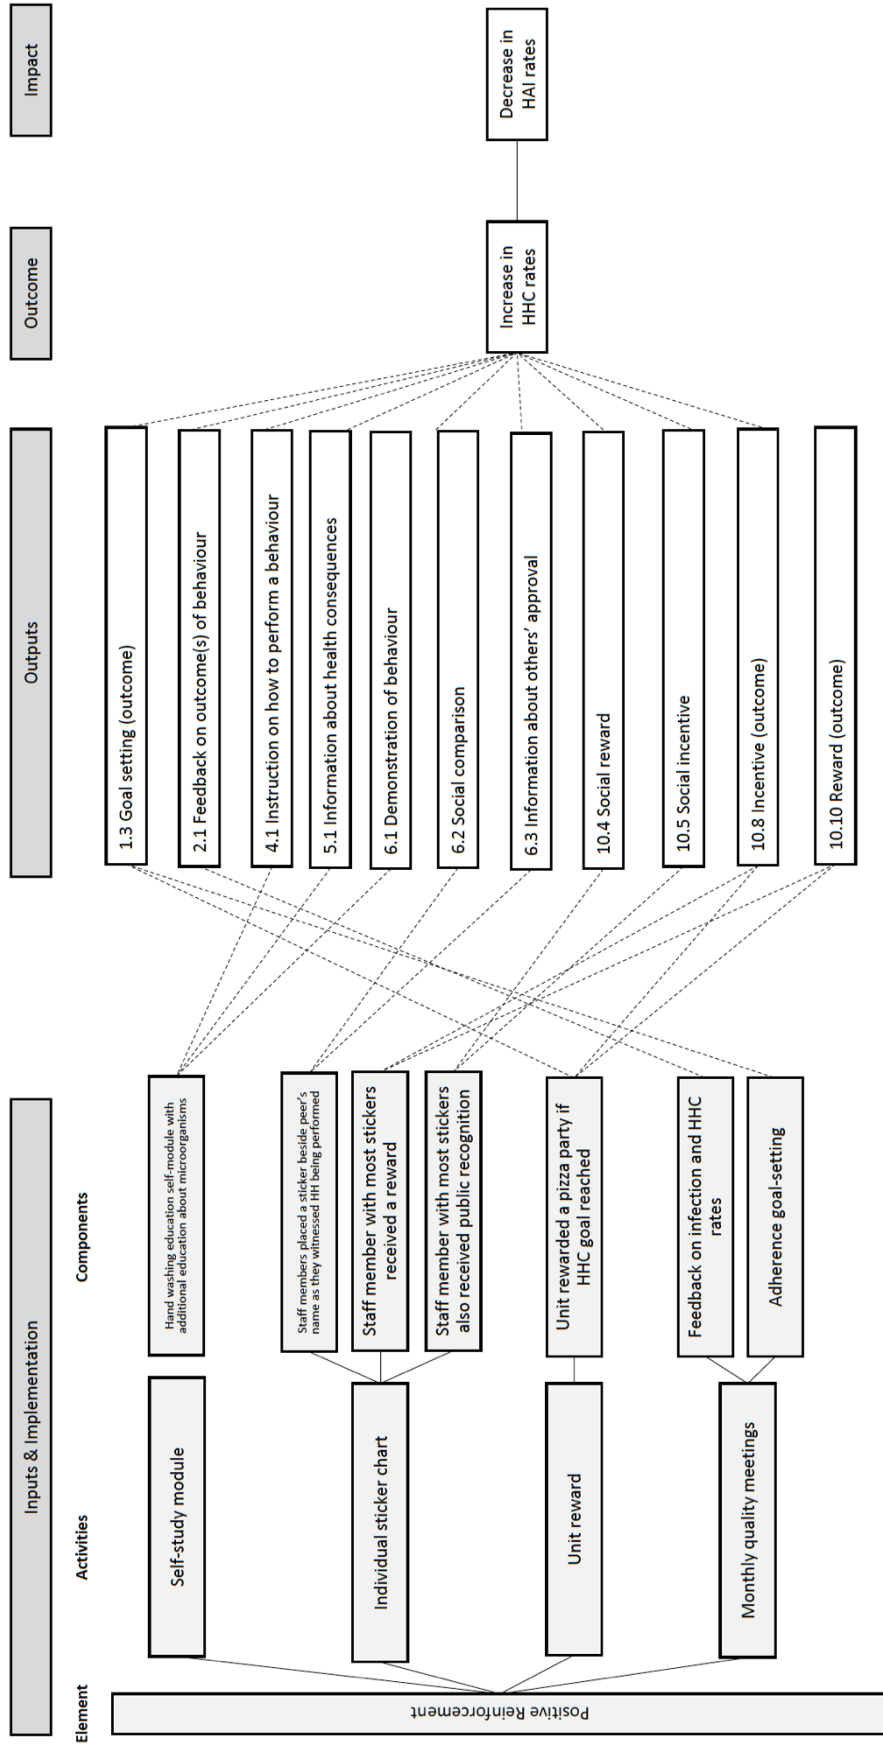 Inputs & Implementation
Outputs
Outcome
Impact
Element
Activities
Components
Positive Reinforcement
Self-study module
Individual sticker chart
Unit reward
Monthly quality meetings
Hand washing education self-module with
additional education about microorganisms
Staff members placed a sticker beside peer's
name as they witnessed HH being performed
Staff member with most stickers
received a reward
Staff member with most stickers
also received public recognition
Unit rewarded a pizza party if
HHC goal reached
Feedback on infection and HHC
rates
Adherence goal-setting
1.3 Goal setting (outcome)
2.1 Feedback on outcome(s) of behaviour
4.1 Instruction on how to perform a behaviour
5.1 Information about health consequences
6.1 Demonstration of behaviour
6.2 Social comparison
6.3 Information about others' approval
10.4 Social reward
10.5 Social incentive
10.8 Incentive (outcome)
10.10 Reward (outcome)
Increase in
HHC rates
Decrease in
HAI rates